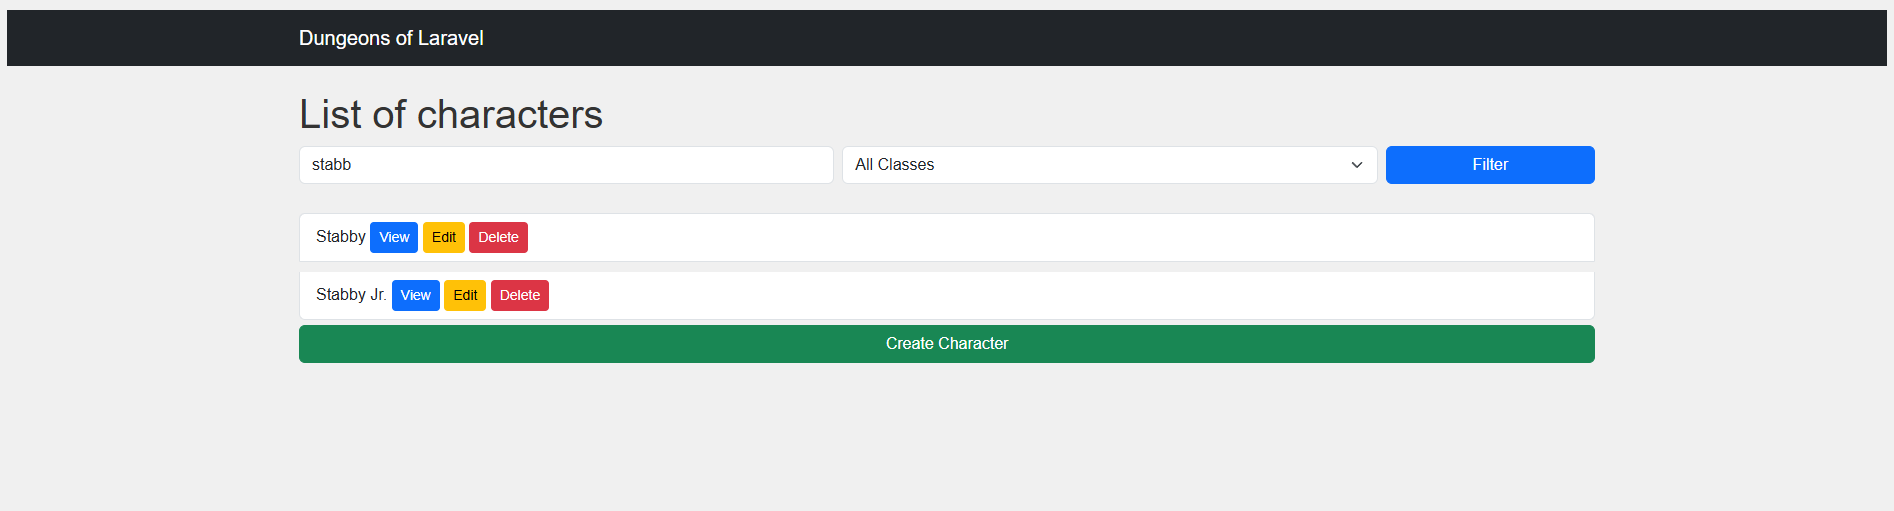 Dungeons of Laravel
List of characters
stabb All Classes Filter
Stabby View Edit Delete
Stabby Jr. View Edit Delete
Create Character